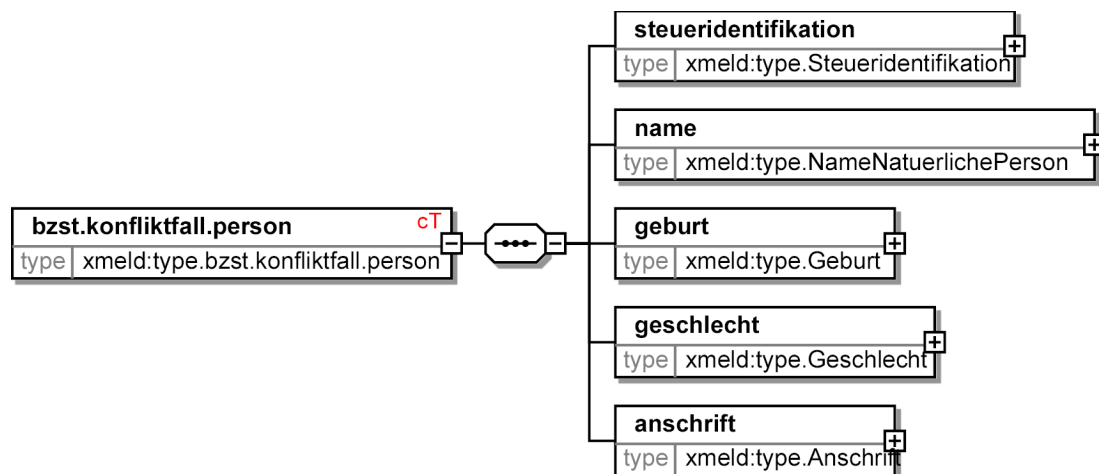 steueridentifikation
type xmeld:type.Steueridentifikation
name
type xmeld:type.NameNatuerlichePerson
bzst.konfliktfall.person cT
type xmeld:type.bzst.konfliktfall.person
geburt
type xmeld:type.Geburt
geschlecht
type xmeld:type.Geschlecht
anschrift
type xmeld:type.Anschrift